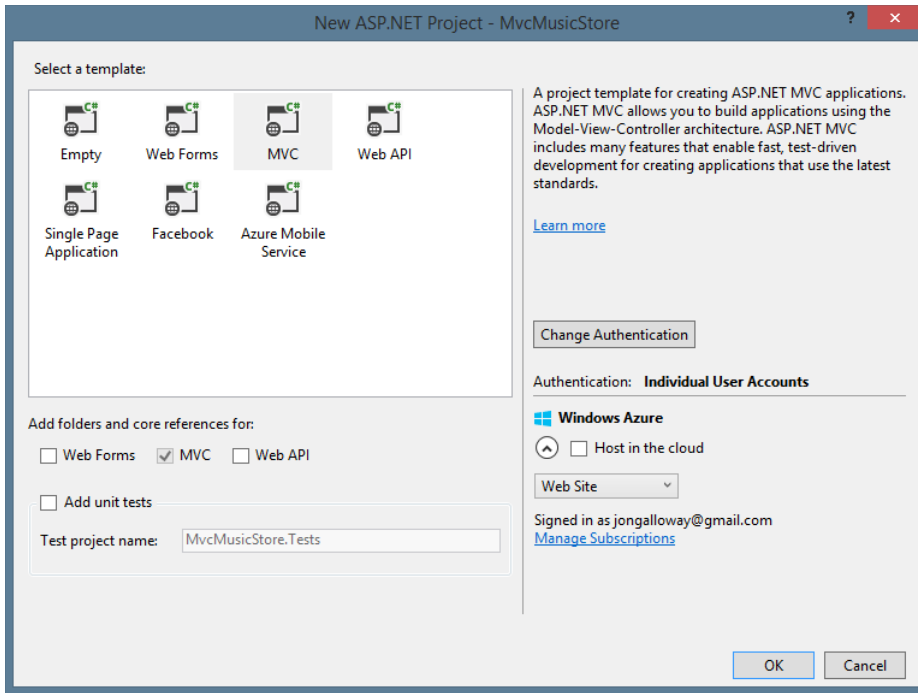 New ASP.NET Project - MvcMusicStore
?
Select a template:
C#
Empty
C#
Web Forms
C#
MVC
C#
Web API
C#
Single Page
Application
C#
Facebook
C#
Azure Mobile
Service
Add folders and core references for:
Web Forms
MVC
Web API
Add unit tests
Test project name:
MvcMusicStore.Tests
A project template for creating ASP.NET MVC applications.
ASP.NET MVC allows you to build applications using the
Model-View-Controller architecture. ASP.NET MVC
includes many features that enable fast, test-driven
development for creating applications that use the latest
standards.
Learn more
Change Authentication
Authentication: Individual User Accounts
Windows Azure
Host in the cloud
Web Site
Signed in as jongalloway@gmail.com
Manage Subscriptions
OK
Cancel